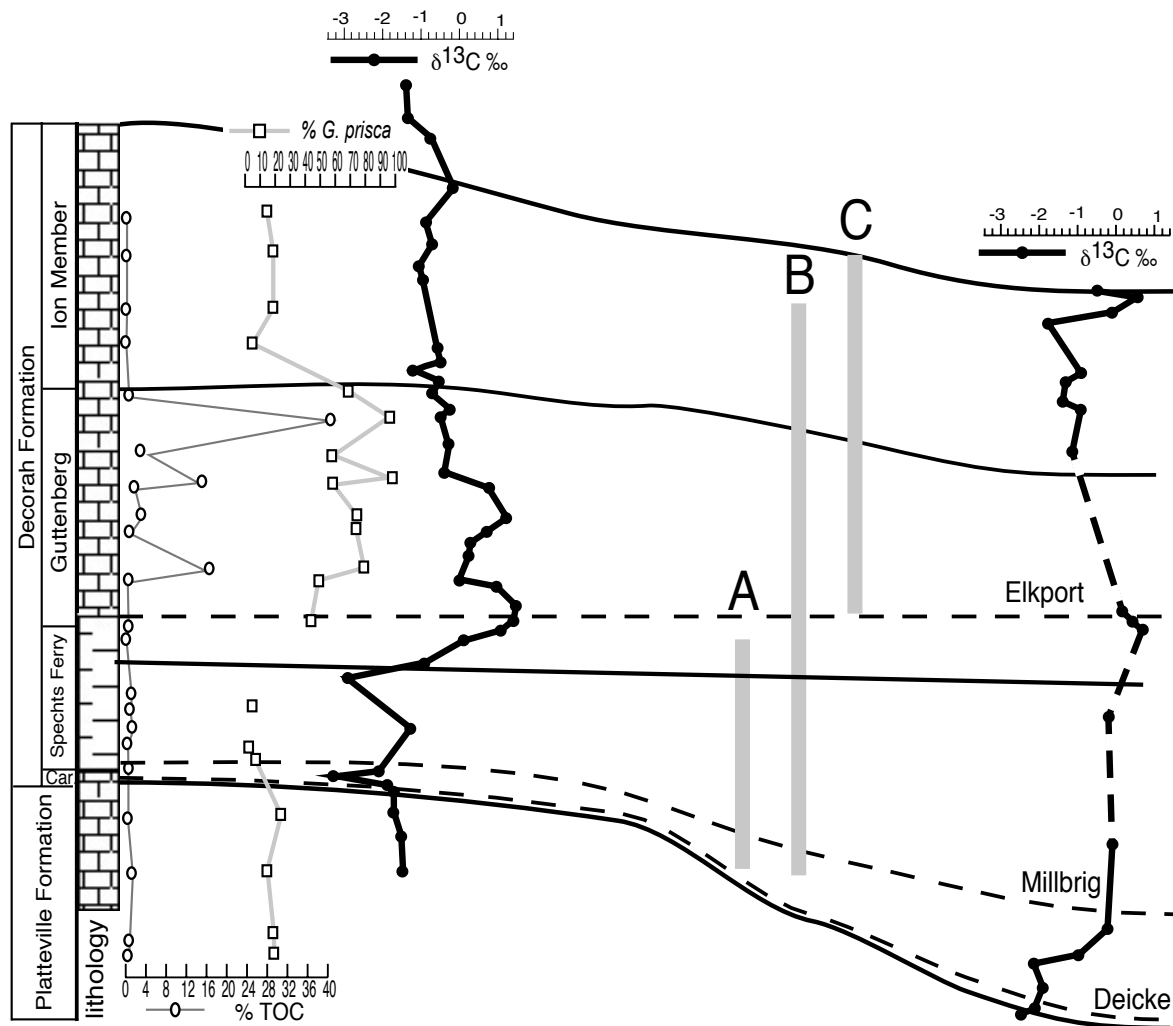 -3 -2 -1 0 1
δ13C ‰
% G. prisca
0 10 20 30 40 50 60 70 80 90 100
A
B
C
-3 -2 -1 0 1
δ13C ‰
Decorah Formation
Platteville Formation
Ion Member
Guttenberg
Spechts Ferry
Car
lithology
Elkport
Millbrig
Deicke
0 4 8 12 16 20 24 28 32 36 40
% TOC